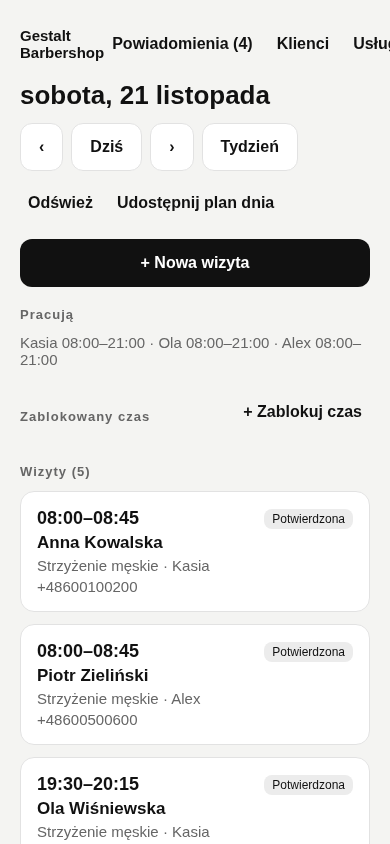 Gestalt
Barbershop
Powiadomienia (4) Klienci
sobota, 21 listopada
‹ Dziś › Tydzień
Odśwież Udostępnij plan dnia
+ Nowa wizyta
Pracują
Kasia 08:00–21:00 · Ola 08:00–21:00 · Alex 08:00–
21:00
Zablokowany czas + Zablokuj czas
Wizyty (5)
08:00–08:45 Potwierdzona
Anna Kowalska
Strzyżenie męskie · Kasia
+48600100200
08:00–08:45 Potwierdzona
Piotr Zieliński
Strzyżenie męskie · Alex
+48600500600
19:30–20:15 Potwierdzona
Ola Wiśniewska
Strzyżenie męskie · Kasia